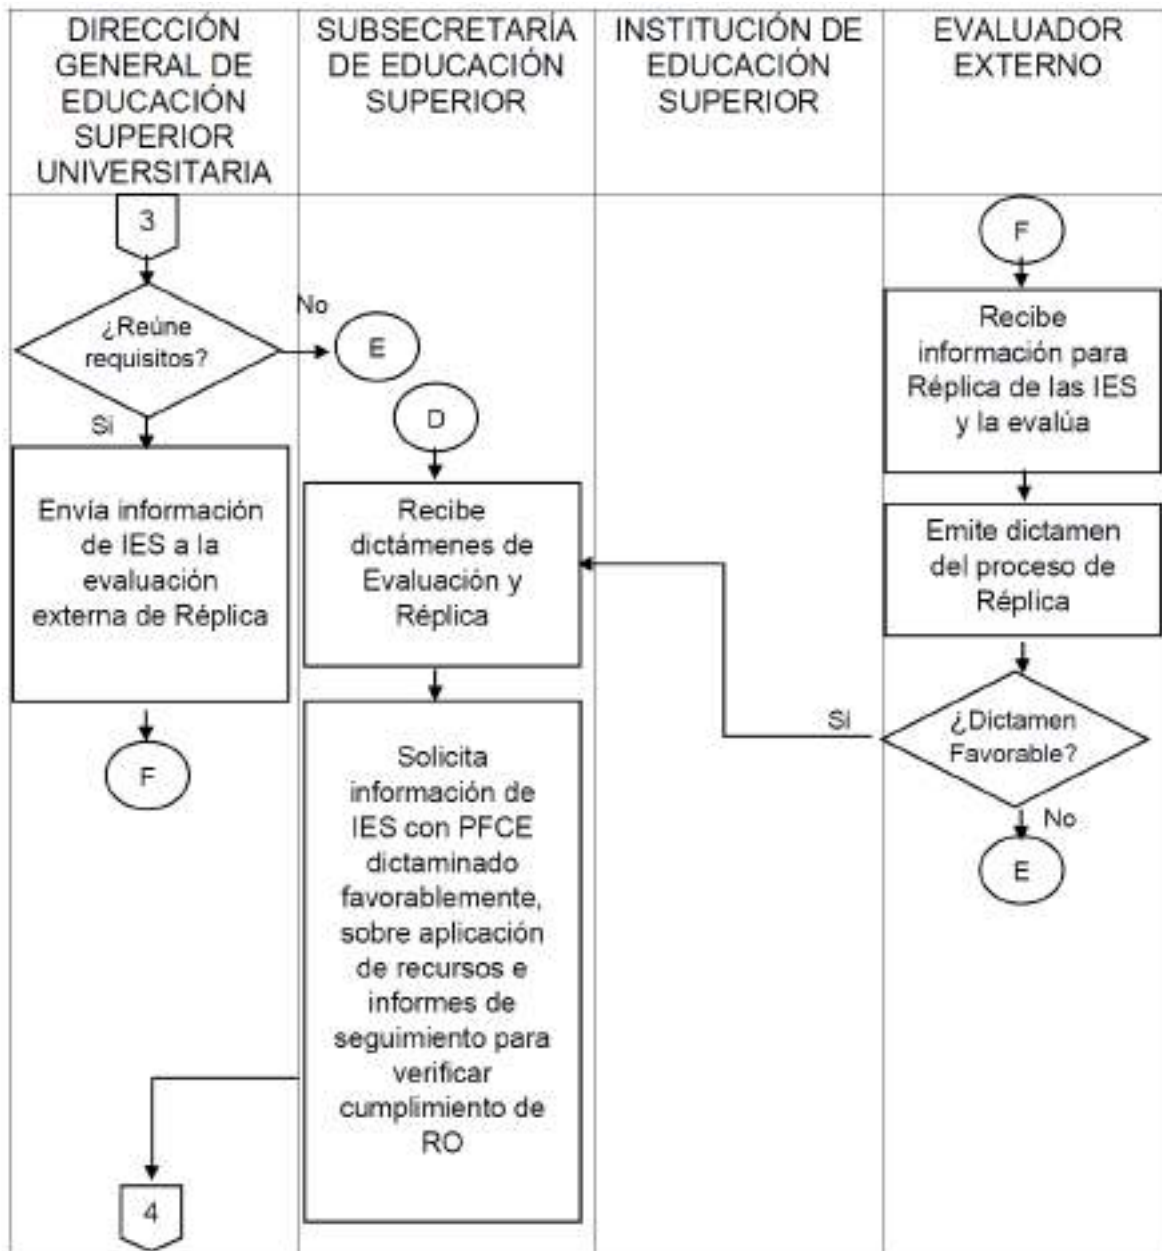 DIRECCIÓN
GENERAL DE
EDUCACIÓN
SUPERIOR
UNIVERSITARIA
SUBSECRETARÍA
DE EDUCACIÓN
SUPERIOR
INSTITUCIÓN DE
EDUCACIÓN
SUPERIOR
EVALUADOR
EXTERNO
3
¿Reúne
requisitos?
No
E
Si
Envía información
de IES a la
evaluación
externa de Réplica
F
D
Recibe
dictámenes de
Evaluación y
Réplica
Solicita
información de
IES con PFCE
dictaminado
favorablemente,
sobre aplicación
de recursos e
informes de
seguimiento para
verificar
cumplimiento de
RO
4
F
Recibe
información para
Réplica de las IES
y la evalúa
Emite dictamen
del proceso de
Réplica
¿Dictamen
Favorable?
Si
No
E